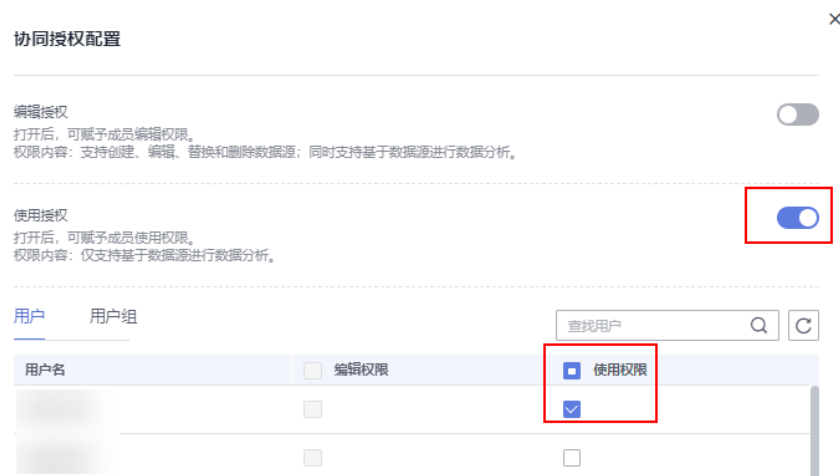 协同授权配置
编辑授权
打开后，可赋予成员编辑权限。
权限内容：支持创建、编辑、替换和删除数据源；同时支持基于数据源进行数据分析。
使用授权
打开后，可赋予成员使用权限。
权限内容：仅支持基于数据源进行数据分析。
用户 用户组 查找用户
用户名 编辑权限 使用权限